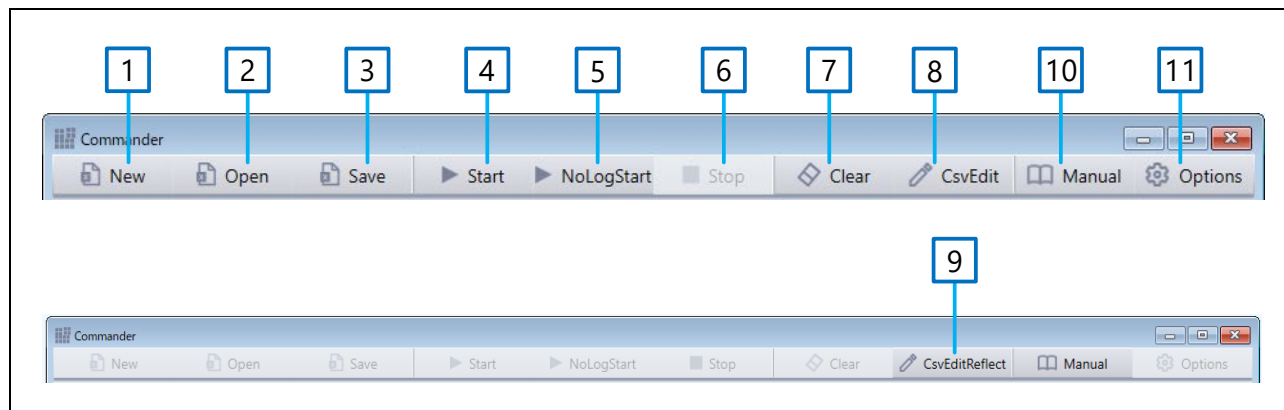 1 2 3 4 5 6 7 8 10 11
Commander
New Open Save Start NoLogStart Stop Clear CsvEdit Manual Options
9
Commander
New Open Save Start NoLogStart Stop Clear CsvEditReflect Manual Options